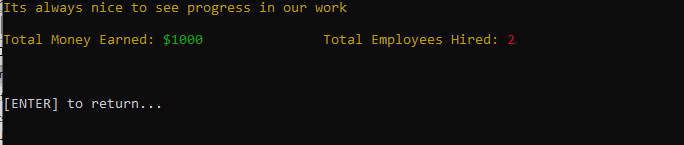 Its always nice to see progress in our work
Total Money Earned: $1000 Total Employees Hired: 2
[ENTER] to return...